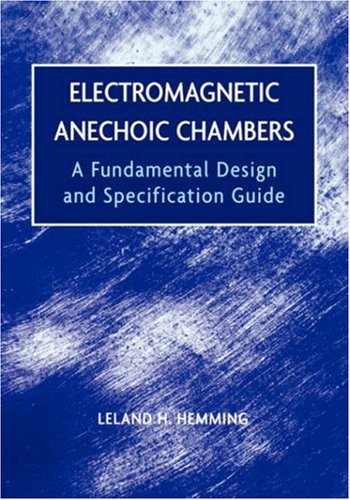 ELECTROMAGNETIC
ANECHOIC CHAMBERS
A Fundamental Design
and Specification Guide
LELAND H. HEMMING